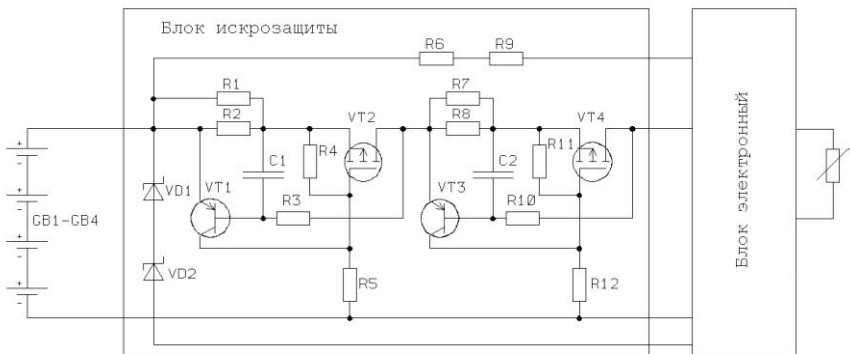 Блок искрозащиты
R6 R9
R1 R7
R2 VT2 R8 VT4
R4 R11
C1 C2
VT1 VT3
VD1
R3 R10
GB1-GB4
VD2
R5 R12
Блок электронный
+
-
+
-
+
-
+
-